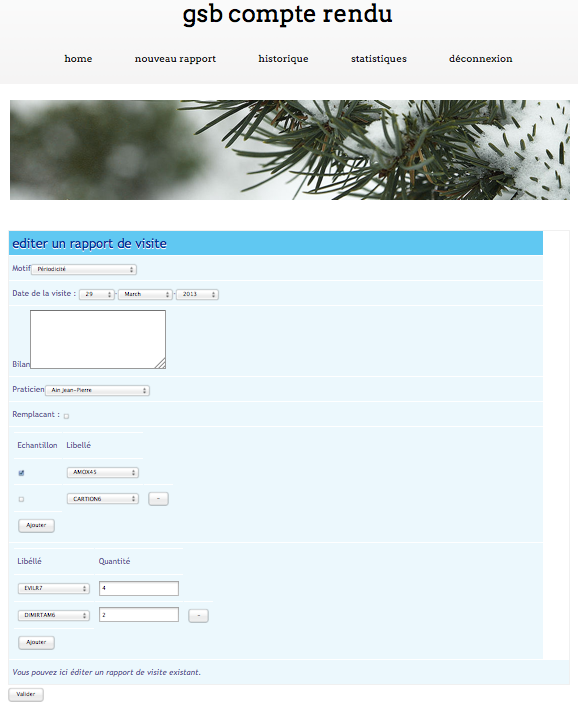 gsb compte rendu
home nouveau rapport historique statistiques déconnexion
editer un rapport de visite
Motif Périodicité
Date de la visite : 29 - March - 2013
Bilan
Praticien Ain Jean-Pierre
Remplacant :
Echantillon Libellé
AMOX45
CARTION6 -
Ajouter
Libéllé Quantité
EVILR7 4
DIMIRTAM6 2 -
Ajouter
Vous pouvez ici éditer un rapport de visite existant.
Valider